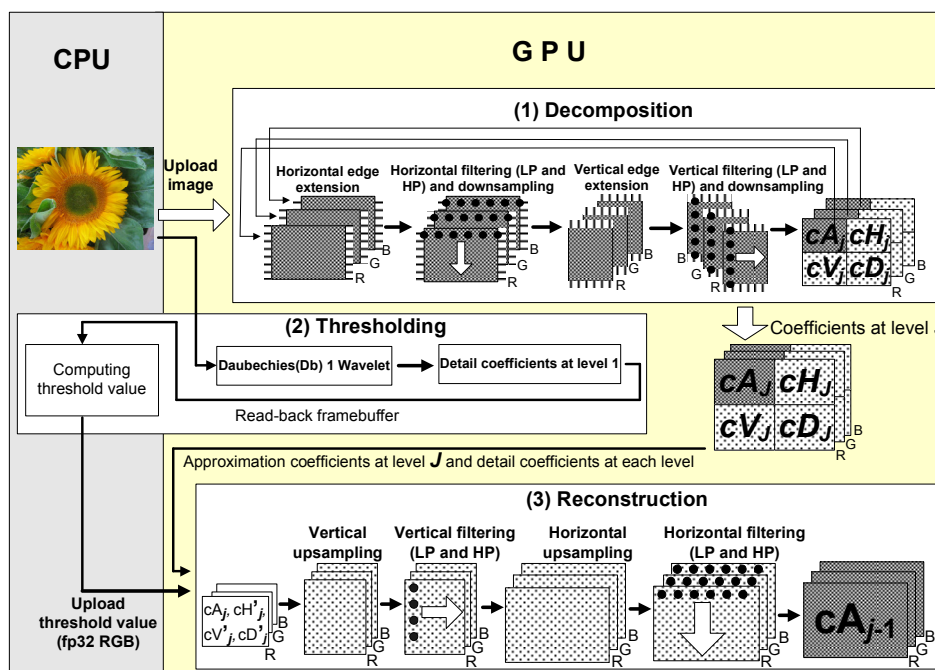 CPU
G P U
(1) Decomposition
Upload
image
Horizontal edge
extension
Horizontal filtering (LP and
HP) and downsampling
Vertical edge
extension
Vertical filtering (LP and
HP) and downsampling
B
G
R
B
G
R
B
G
R
B
G
R
cAj cHj
cVj cDj
B
G
R
(2) Thresholding
Coefficients at level
Computing
threshold value
Daubechies(Db) 1 Wavelet
Detail coefficients at level 1
Read-back framebuffer
cAJ cHJ
cVJ cDJ
B
G
R
Approximation coefficients at level J and detail coefficients at each level
(3) Reconstruction
Vertical
upsampling
Vertical filtering
(LP and HP)
Horizontal
upsampling
Horizontal filtering
(LP and HP)
cAj, cH'j,
cV'j, cD'j
B
G
R
B
G
R
B
G
R
B
G
R
B
G
R
cAj-1
B
G
R
Upload
threshold value
(fp32 RGB)